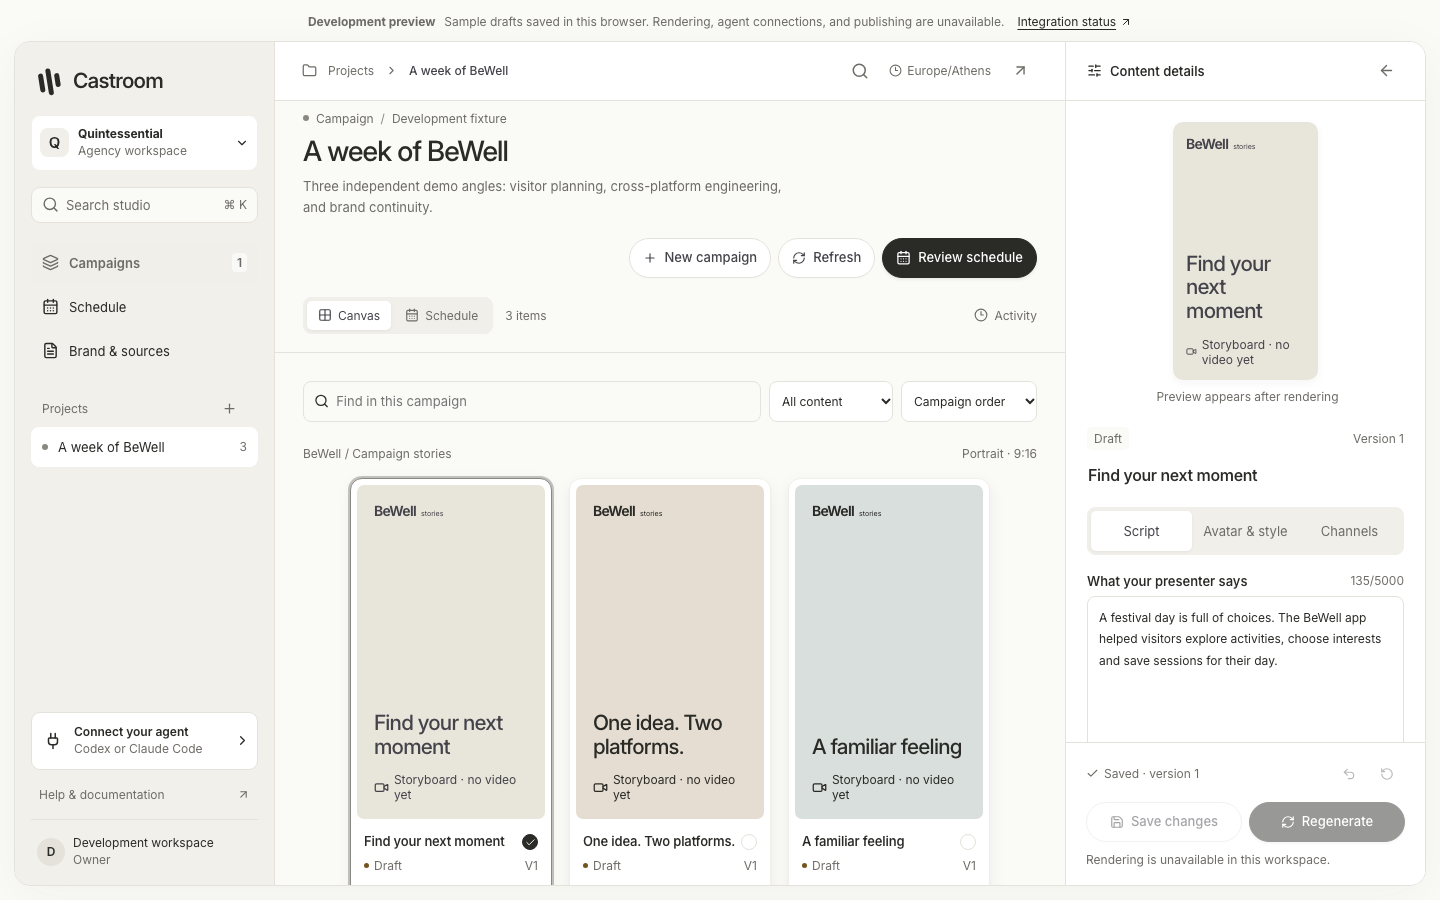 Development preview Sample drafts saved in this browser. Rendering, agent connections, and publishing are unavailable. Integration status
Castroom
Q
Quintessential
Agency workspace
Search studio ⌘ K
Campaigns 1
Schedule
Brand & sources
Projects
A week of BeWell 3
Connect your agent
Codex or Claude Code
Help & documentation
D
Development workspace
Owner
Projects A week of BeWell
Europe/Athens
Campaign / Development fixture
A week of BeWell
Three independent demo angles: visitor planning, cross-platform engineering,
and brand continuity.
New campaign Refresh Review schedule
Canvas Schedule 3 items Activity
Find in this campaign All content Campaign order
BeWell / Campaign stories Portrait · 9:16
BeWell stories
Find your next
moment
Storyboard · no video
yet
Find your next moment
Draft V1
BeWell stories
One idea. Two
platforms.
Storyboard · no video
yet
One idea. Two platforms.
Draft V1
BeWell stories
A familiar feeling
Storyboard · no video
yet
A familiar feeling
Draft V1
Content details
BeWell stories
Find your
next
moment
Storyboard · no
video yet
Preview appears after rendering
Draft Version 1
Find your next moment
Script Avatar & style Channels
What your presenter says 135/5000
A festival day is full of choices. The BeWell app
helped visitors explore activities, choose interests
and save sessions for their day.
Saved · version 1
Save changes Regenerate
Rendering is unavailable in this workspace.